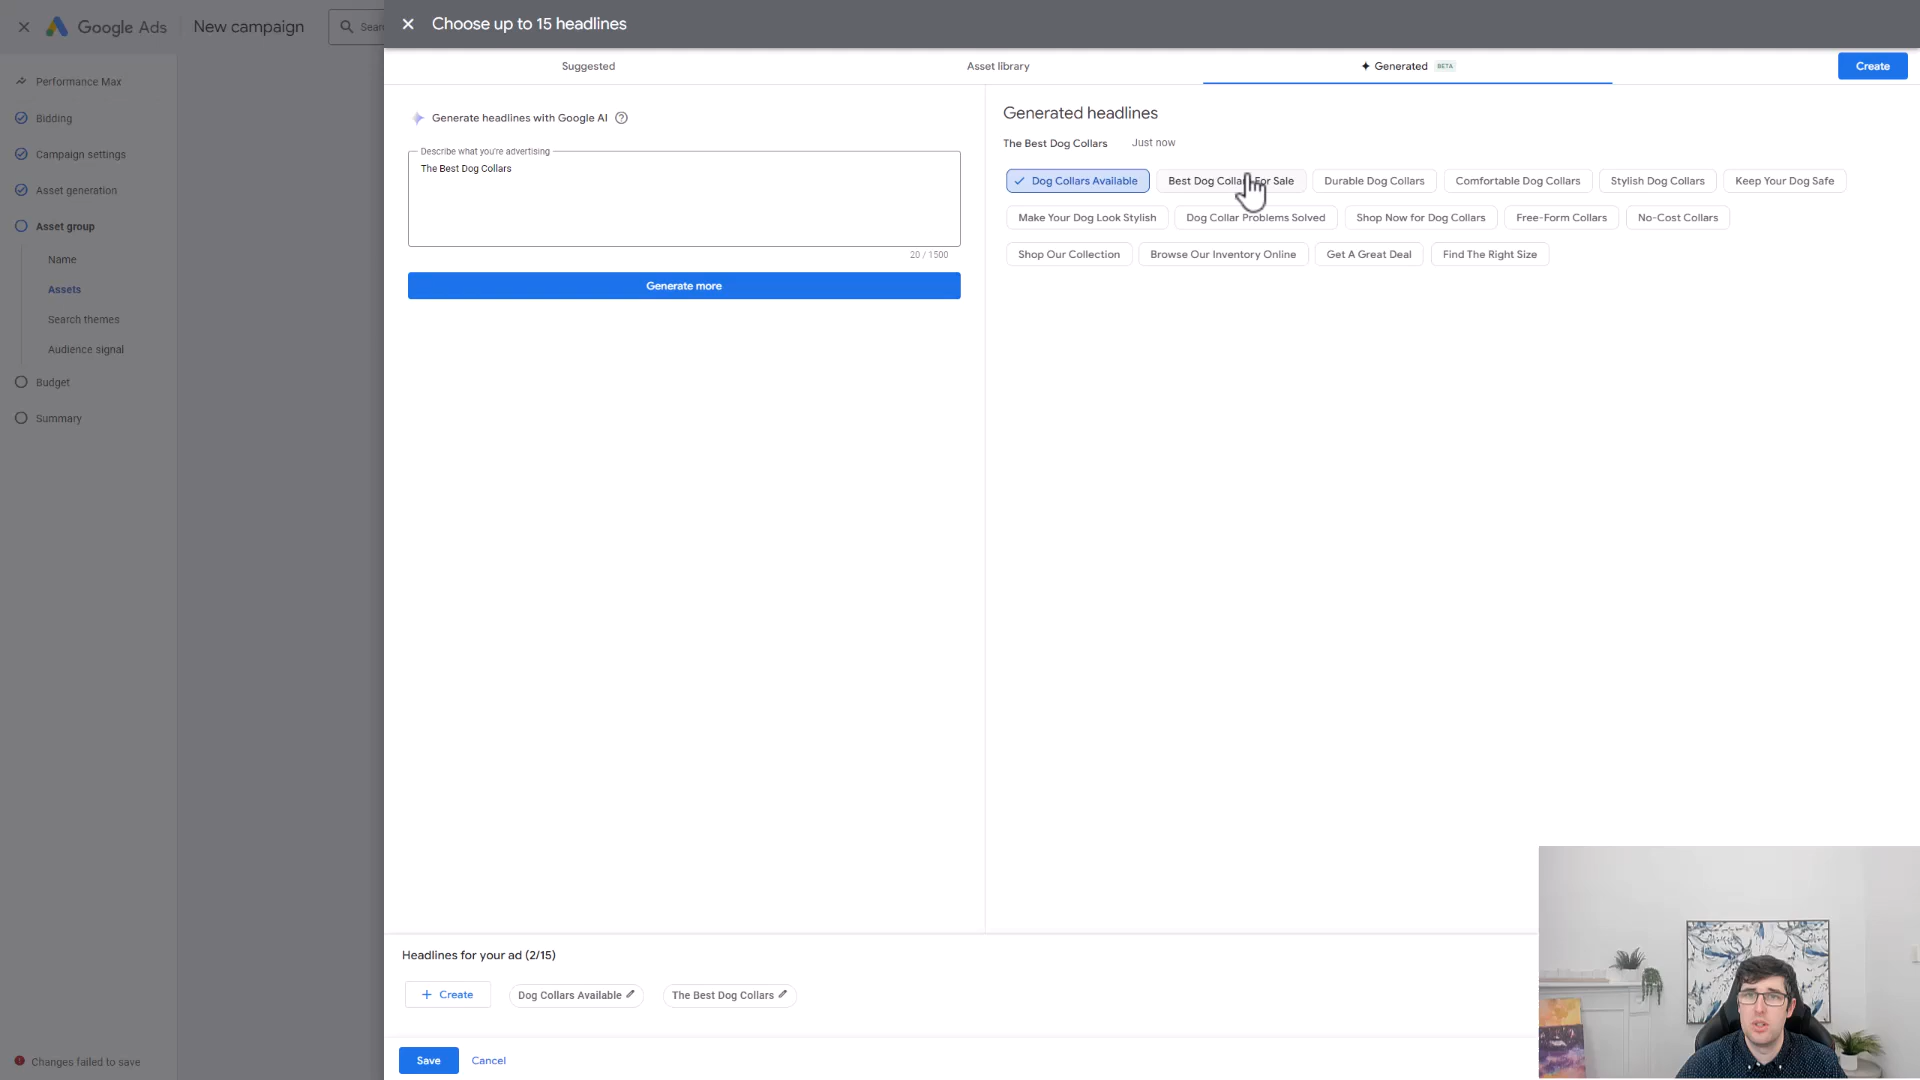 Google Ads
New campaign
Sear
Choose up to 15 headlines
Performance Max
Bidding
Campaign settings
Asset generation
Asset group
Name
Assets
Search themes
Audience signal
Budget
Summary
Changes failed to save
Suggested
Asset library
Generated BETA
Create
Generate headlines with Google AI
Describe what you're advertising
The Best Dog Collars
20 / 1500
Generate more
Generated headlines
The Best Dog Collars Just now
Dog Collars Available Best Dog Collar For Sale Durable Dog Collars Comfortable Dog Collars Stylish Dog Collars Keep Your Dog Safe
Make Your Dog Look Stylish Dog Collar Problems Solved Shop Now for Dog Collars Free-Form Collars No-Cost Collars
Shop Our Collection Browse Our Inventory Online Get A Great Deal Find The Right Size
Headlines for your ad (2/15)
+ Create Dog Collars Available The Best Dog Collars
Save Cancel